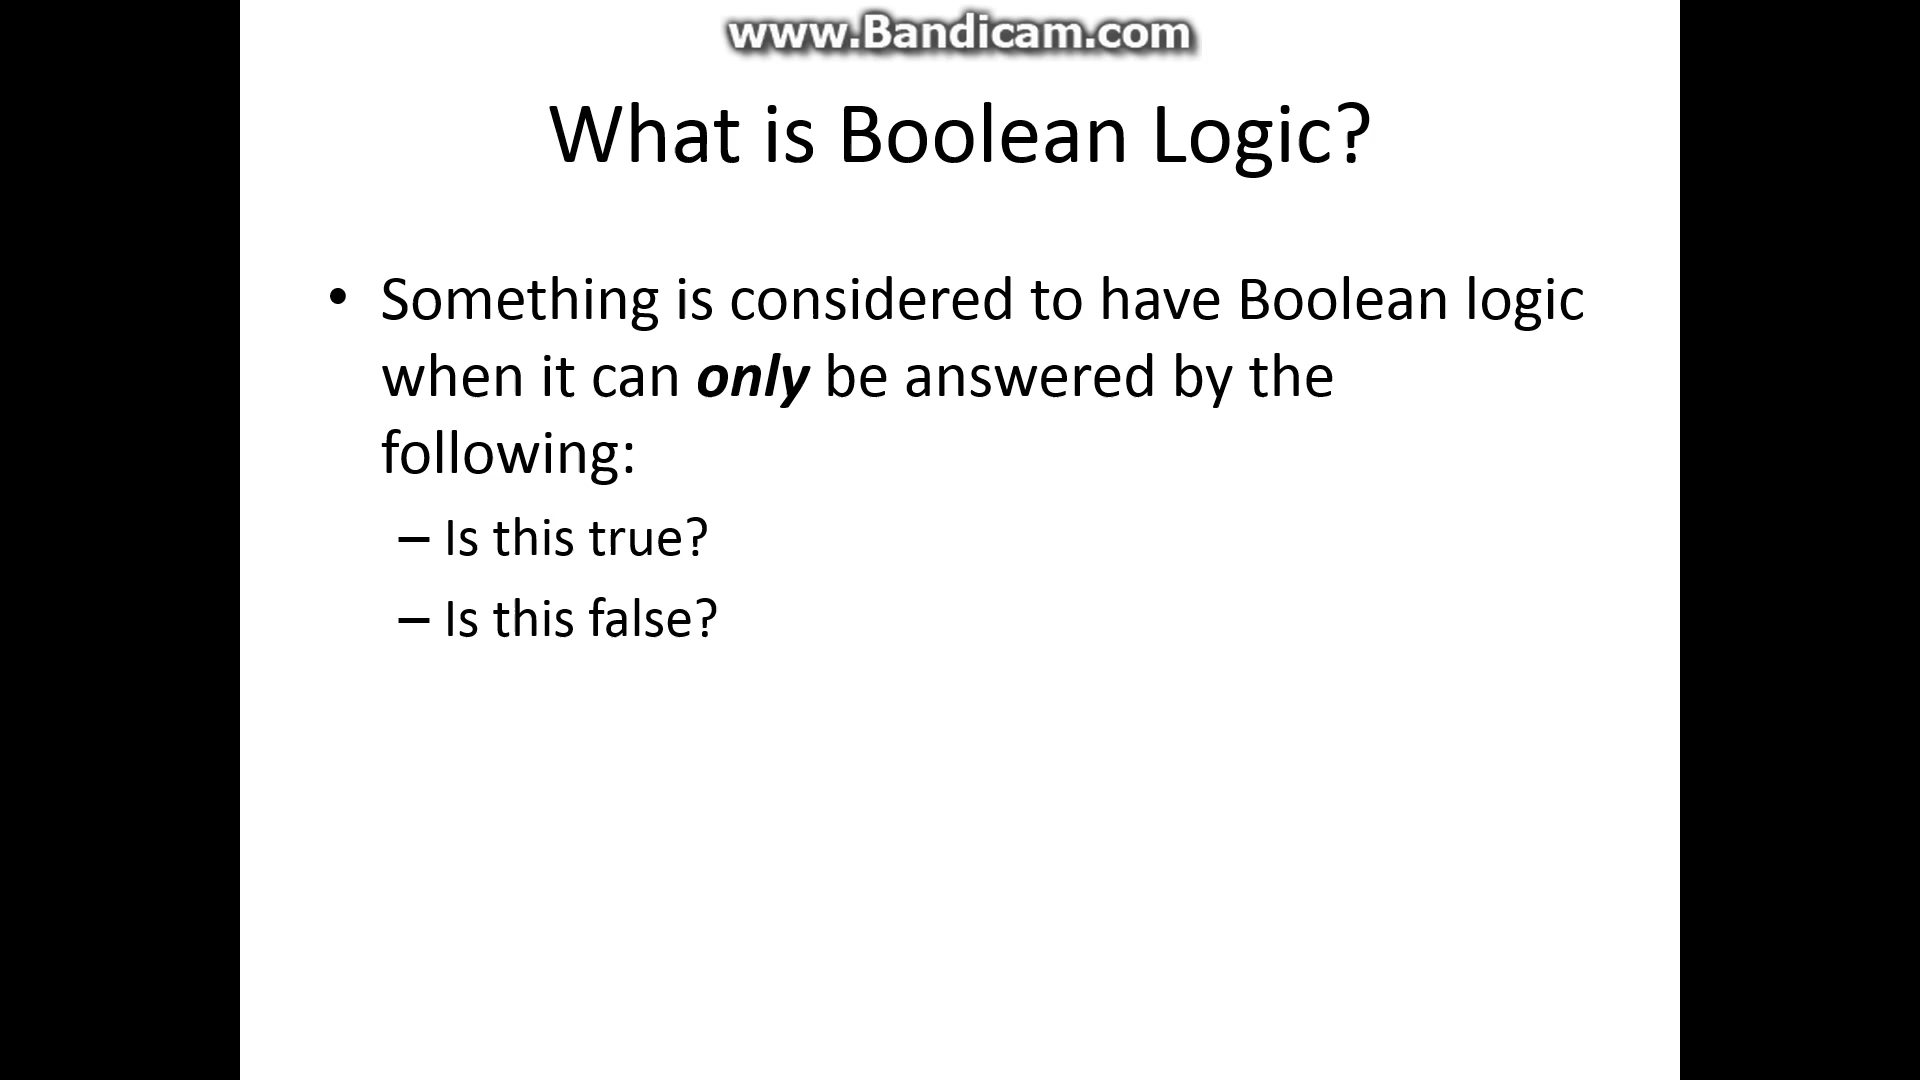 www.Bandicam.com
What is Boolean Logic?
• Something is considered to have Boolean logic
when it can only be answered by the
following:
– Is this true?
– Is this false?